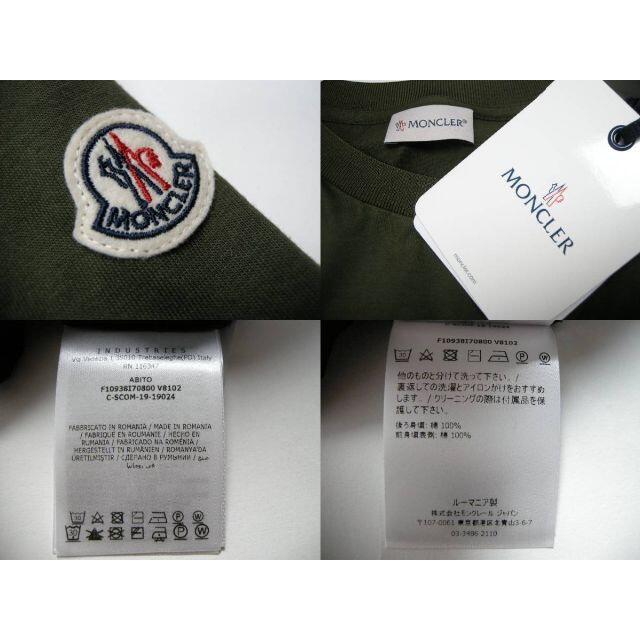 MONCLER
MONCLER
MONCLER
moncler.com
INDUSTRIES
Via Venezia, 1 35010 Trebaseleghe(PD) Italy
RN 116347
ABITO
F10938I70800 V8102
C-SCOM-19-19024
FABBRICATO IN ROMANIA / MADE IN ROMANIA
/ FABRIQUE EN ROUMANIE / HECHO EN
RUMANIA / FABRICADO NA ROMÉNIA /
HERGESTELLT IN RUMÄNIEN / ROMANYA'DA
ÜRETILMIŞTIR / СДЕЛАНО В РУМЫНИИ /
F10938I70800 V8102
他のものと分けて洗って下さい。/
裏返しての洗濯とアイロンかけをおすすめ
します。/ クリーニングの際は付属品を保
護して下さい。
後ろ身頃: 綿 100%
前身頃表側: 綿 100%
ルーマニア製
株式会社モンクレール ジャパン
〒107-0061 東京都港区北青山3-6-7
03-3486-2110